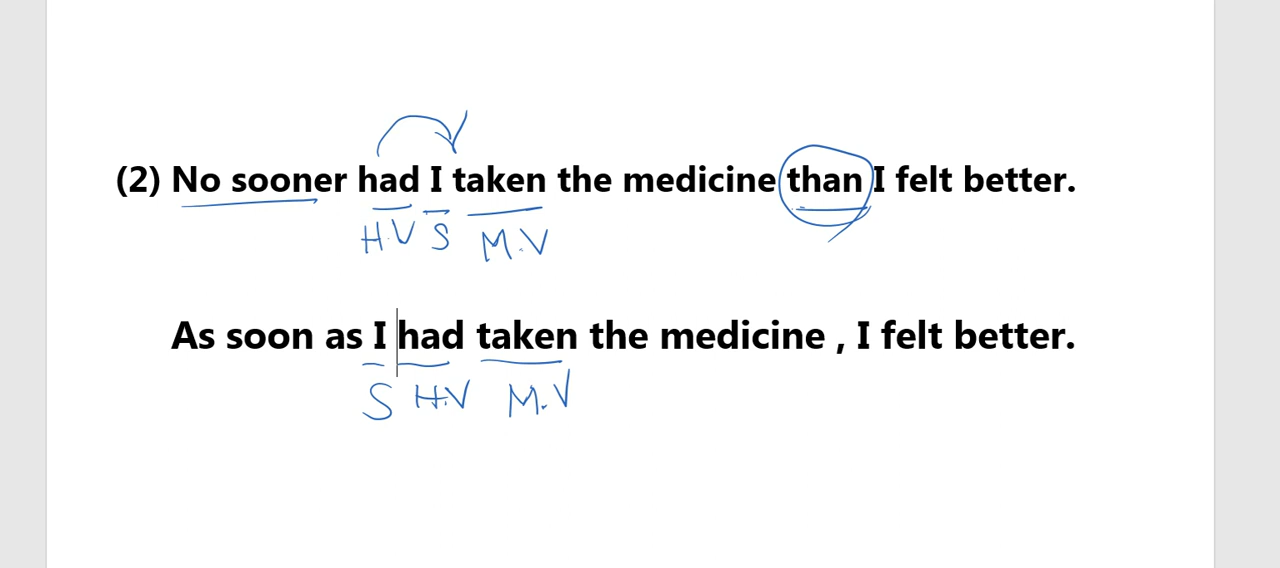 (2) No sooner had I taken the medicine than I felt better.
H.V S M.V
As soon as I had taken the medicine , I felt better.
S H.V M.V